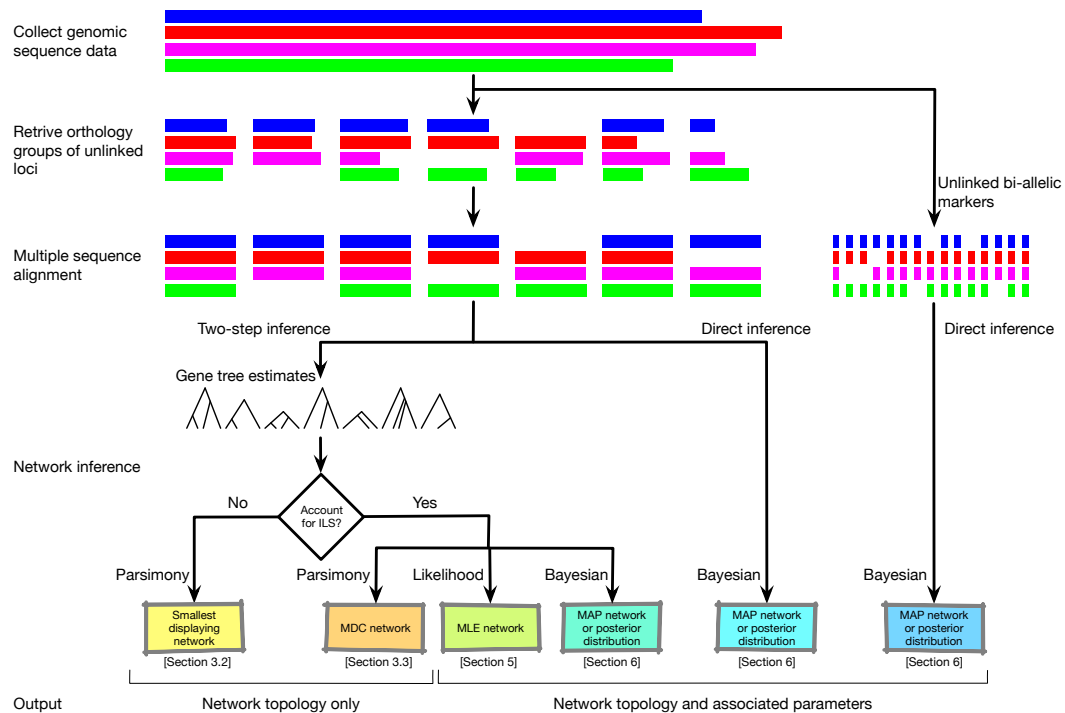 Collect genomic
sequence data
Retrive orthology
groups of unlinked
loci
Unlinked bi-allelic
markers
Multiple sequence
alignment
Two-step inference
Direct inference
Direct inference
Gene tree estimates
Network inference
No
Account
for ILS?
Yes
Parsimony
Parsimony
Likelihood
Bayesian
Bayesian
Bayesian
Smallest
displaying
network
MDC network
MLE network
MAP network
or posterior
distribution
MAP network
or posterior
distribution
MAP network
or posterior
distribution
[Section 3.2]
[Section 3.3]
[Section 5]
[Section 6]
[Section 6]
[Section 6]
Output
Network topology only
Network topology and associated parameters